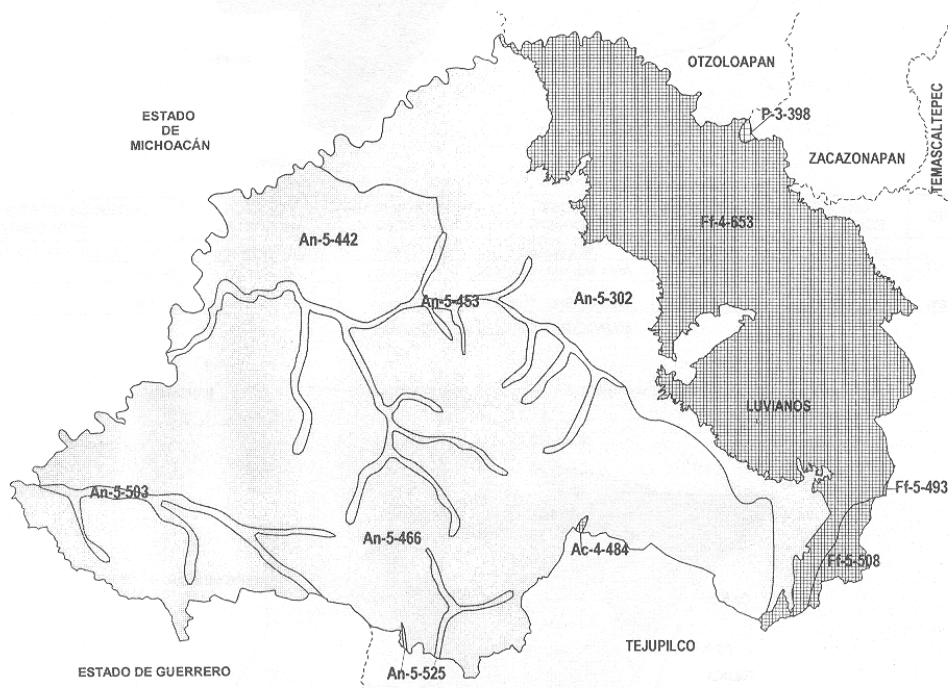 OTZOLOAPAN
P-3-398
ESTADO
DE
MICHOACÁN
ZACAZONAPAN
TEMASCALTEPEC
Ff-4-653
An-5-442
An-5-453
An-5-302
LUVIANOS
An-5-503
Ff-5-493
An-5-466
Ac-4-484
Ff-5-508
TEJUPILCO
ESTADO DE GUERRERO
An-5-525